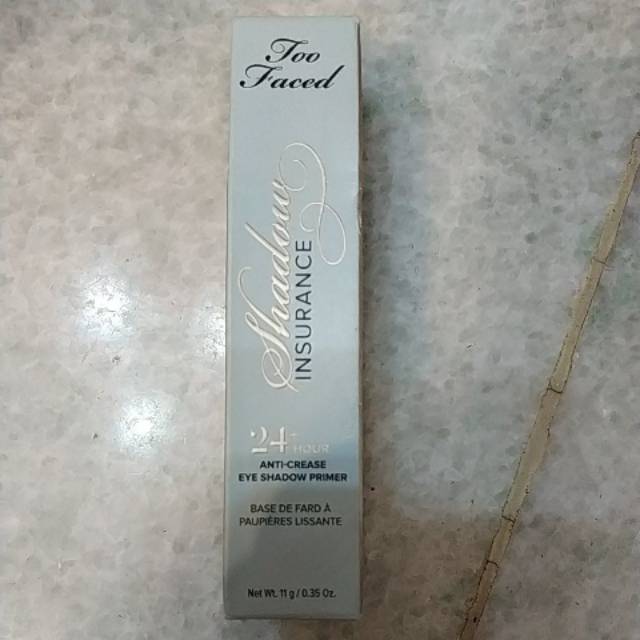 Too
Faced
Shadow
INSURANCE
24+
HOUR
ANTI-CREASE
EYE SHADOW PRIMER
BASE DE FARD À
PAUPIÈRES LISSANTE
Net Wt. 11 g / 0.35 Oz.